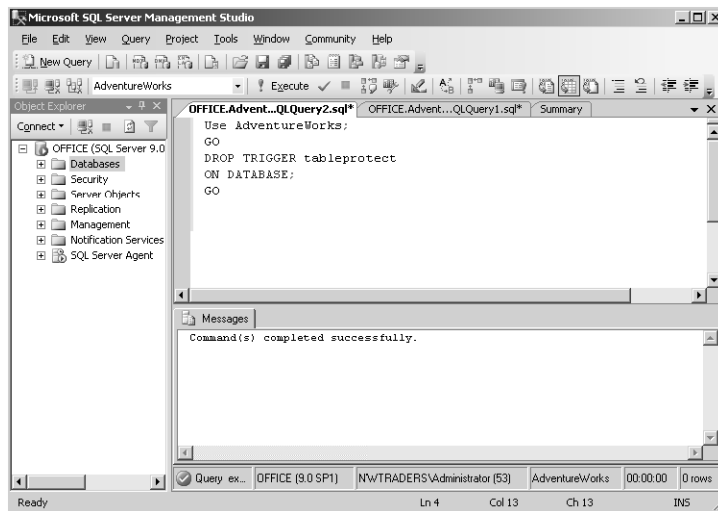 Microsoft SQL Server Management Studio
File Edit View Query Project Tools Window Community Help
New Query
AdventureWorks Execute
Object Explorer
OFFICE.Advent...QLQuery2.sql* OFFICE.Advent...QLQuery1.sql* Summary
Connect
OFFICE (SQL Server 9.0
Databases
Security
Server Objects
Replication
Management
Notification Services
SQL Server Agent
Use AdventureWorks;
GO
DROP TRIGGER tableprotect
ON DATABASE;
GO
Messages
Command(s) completed successfully.
Query ex... OFFICE (9.0 SP1) NWTRADERS\Administrator (53) AdventureWorks 00:00:00 0 rows
Ready Ln 4 Col 13 Ch 13 INS